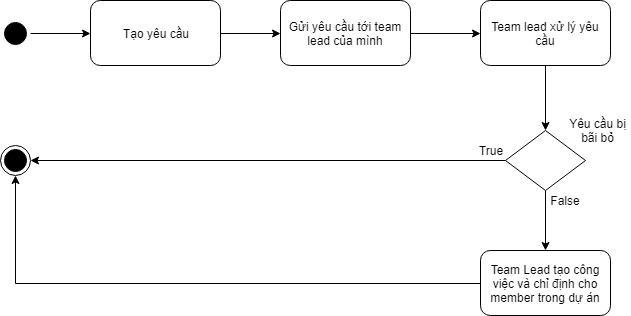 Tạo yêu cầu
Gửi yêu cầu tới team
lead của mình
Team lead xử lý yêu
cầu
Yêu cầu bị
bãi bỏ
True
False
Team Lead tạo công
việc và chỉ định cho
member trong dự án